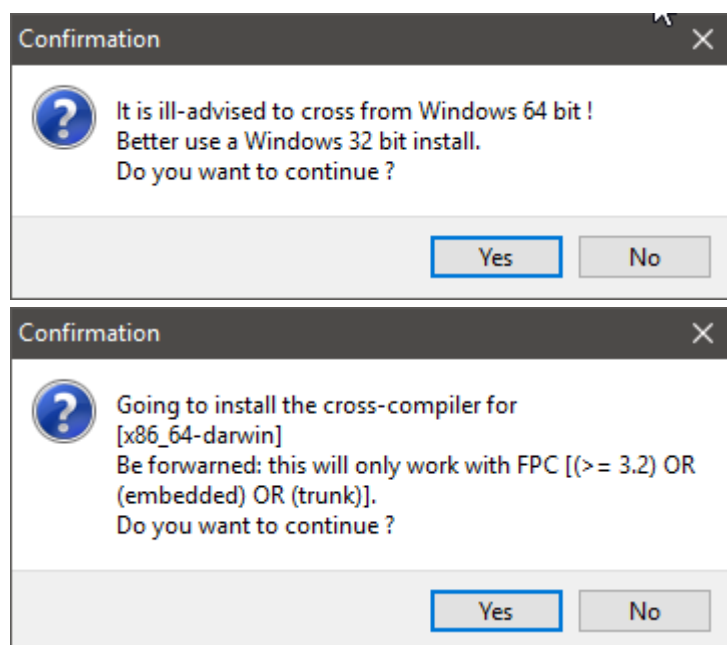 Confirmation
It is ill-advised to cross from Windows 64 bit !
Better use a Windows 32 bit install.
Do you want to continue ?
Yes
No
Confirmation
Going to install the cross-compiler for
[x86_64-darwin]
Be forwarned: this will only work with FPC [(>= 3.2) OR
(embedded) OR (trunk)].
Do you want to continue ?
Yes
No